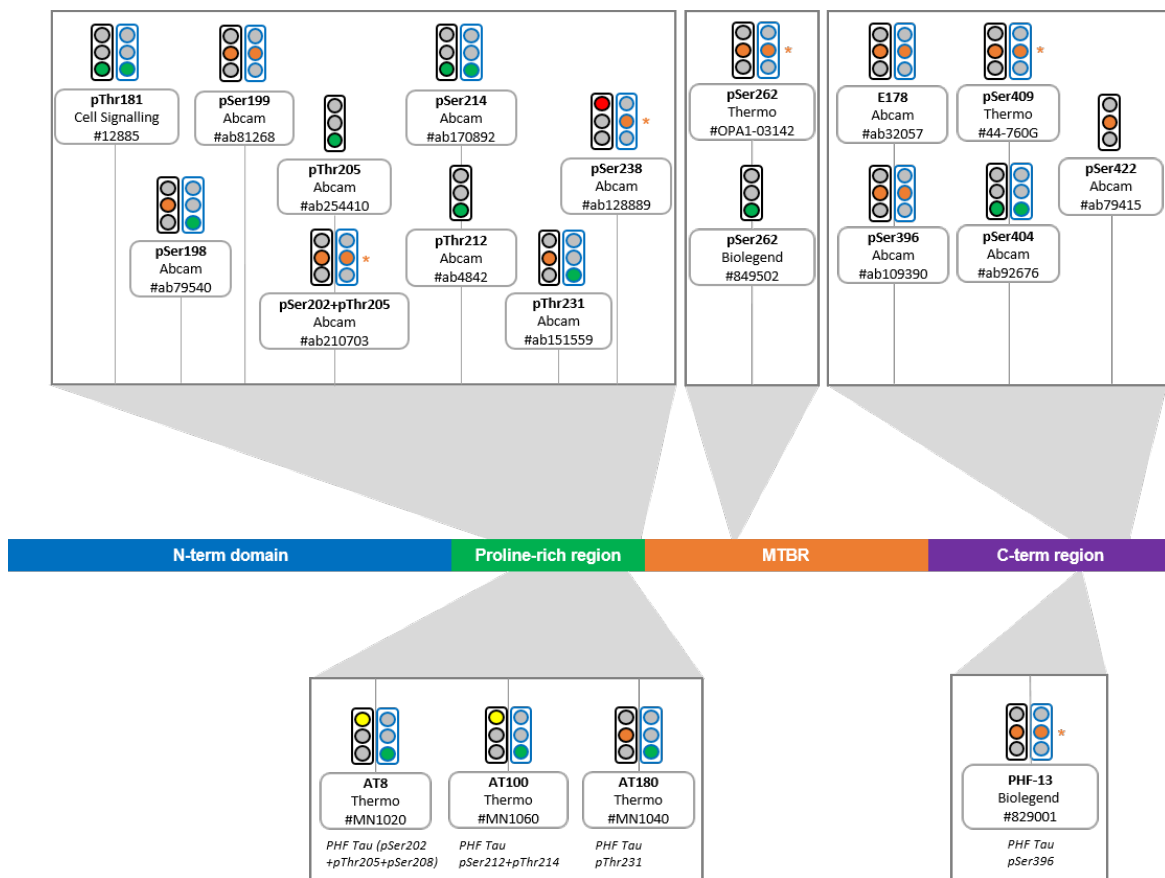 pThr181
Cell Signalling
#12885
pSer199
Abcam
#ab81268
pSer214
Abcam
#ab170892
pSer262
Thermo
#OPA1-03142
E178
Abcam
#ab32057
pSer409
Thermo
#44-760G
*
*
*
pThr205
Abcam
#ab254410
pSer238
Abcam
#ab128889
pSer422
Abcam
#ab79415
pSer198
Abcam
#ab79540
pThr212
Abcam
#ab4842
pSer262
Biolegend
#849502
pSer396
Abcam
#ab109390
pSer404
Abcam
#ab92676
*
pSer202+pThr205
Abcam
#ab210703
pThr231
Abcam
#ab151559
N-term domain
Proline-rich region
MTBR
C-term region
AT8
Thermo
#MN1020
PHF Tau (pSer202
+pThr205+pSer208)
AT100
Thermo
#MN1060
PHF Tau
pSer212+pThr214
AT180
Thermo
#MN1040
PHF Tau
pThr231
*
PHF-13
Biolegend
#829001
PHF Tau
pSer396